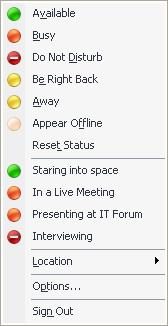 Available
Busy
Do Not Disturb
Be Right Back
Away
Appear Offline
Reset Status
Staring into space
In a Live Meeting
Presenting at IT Forum
Interviewing
Location
Options...
Sign Out